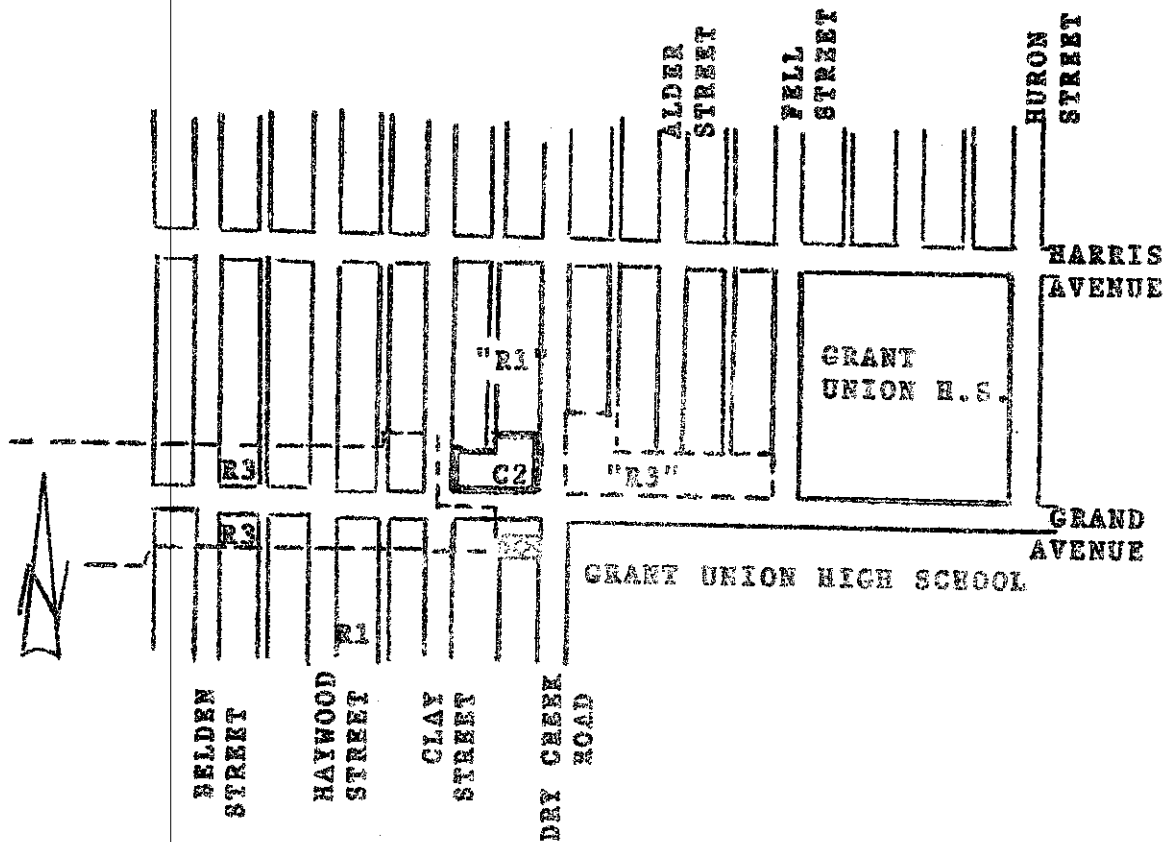 ALDER
STREET
FELL
STREET
HURON
STREET
HARRIS
AVENUE
"R1"
GRANT
UNION H.S.
R3
C2
"R3"
R3
GRAND
AVENUE
GRANT UNION HIGH SCHOOL
R1
N
BELDEN
STREET
HAYWOOD
STREET
CLAY
STREET
DRY CREEK
ROAD